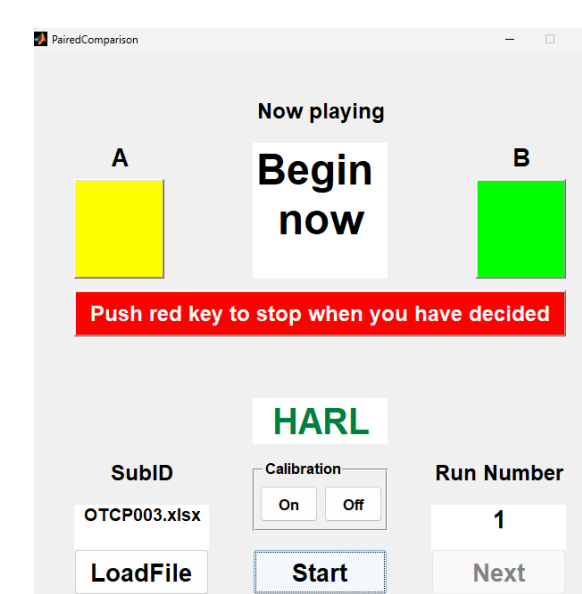 PairedComparison
Now playing
A
B
Begin
now
Push red key to stop when you have decided
HARL
SubID
Calibration
Run Number
On
Off
OTCP003.xlsx
1
LoadFile
Start
Next